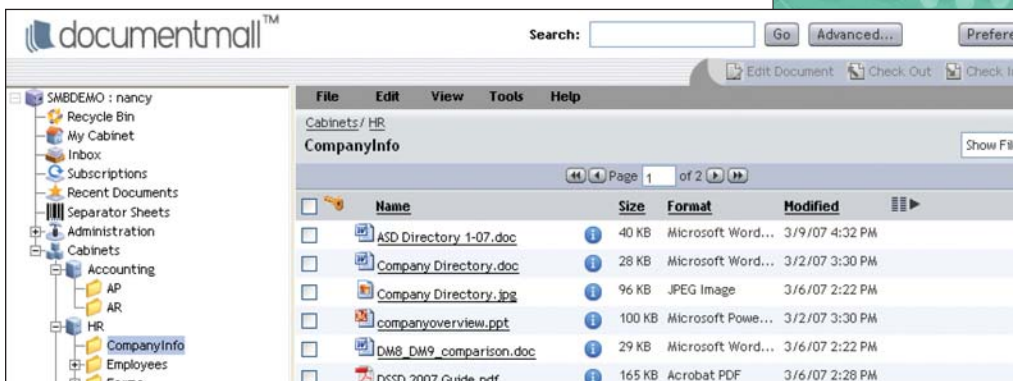 documentmall™
Search: Go Advanced...
Edit Document Check Out
SMBDEMO : nancy
Recycle Bin
My Cabinet
Inbox
Subscriptions
Recent Documents
Separator Sheets
Administration
Cabinets
Accounting
AP
AR
HR
CompanyInfo
Employees
File Edit View Tools Help
Cabinets/ HR
CompanyInfo
Show
Page 1 of 2
Name Size Format Modified
ASD Directory 1-07.doc 40 KB Microsoft Word... 3/9/07 4:32 PM
Company Directory.doc 28 KB Microsoft Word... 3/2/07 3:30 PM
Company Directory.jpg 96 KB JPEG Image 3/6/07 2:22 PM
companyoverview.ppt 100 KB Microsoft Powe... 3/2/07 3:30 PM
DM8_DM9_comparison.doc 29 KB Microsoft Word... 3/6/07 2:22 PM
DSSD 2007 Guide.pdf 165 KB Acrobat PDF 3/6/07 2:28 PM